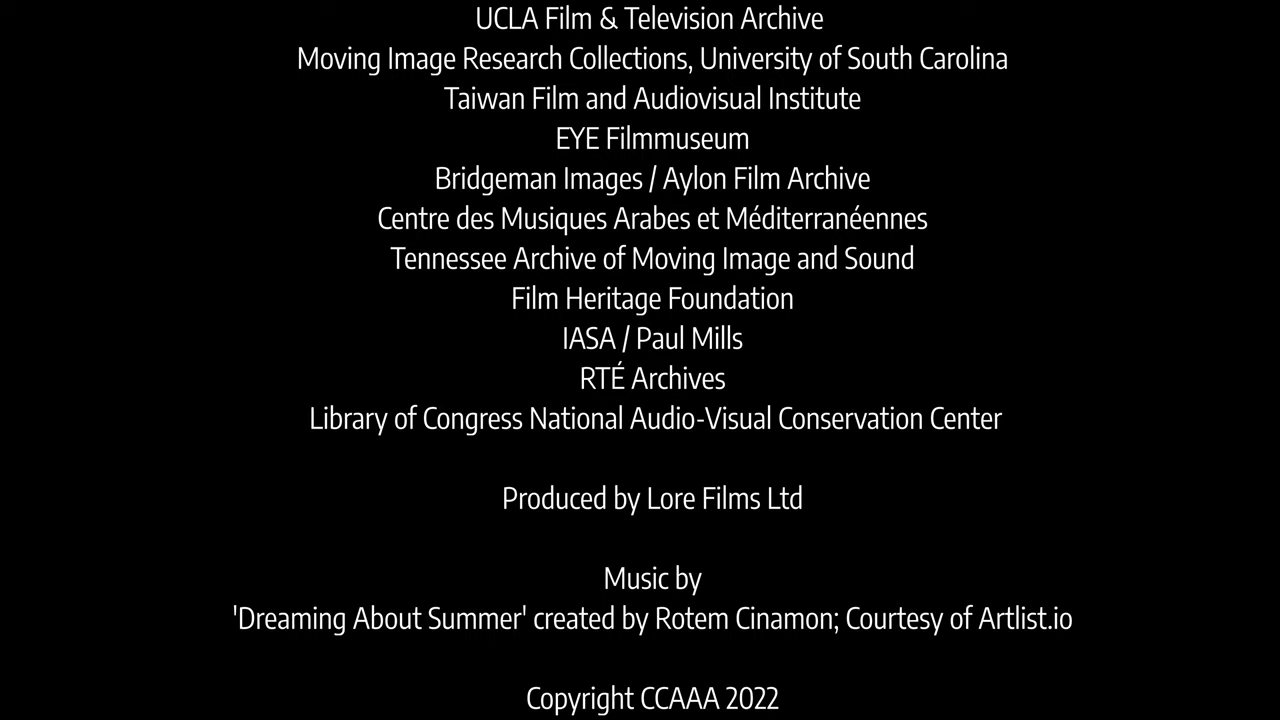 UCLA Film & Television Archive
Moving Image Research Collections, University of South Carolina
Taiwan Film and Audiovisual Institute
EYE Filmmuseum
Bridgeman Images / Aylon Film Archive
Centre des Musiques Arabes et Méditerranéennes
Tennessee Archive of Moving Image and Sound
Film Heritage Foundation
IASA / Paul Mills
RTÉ Archives
Library of Congress National Audio-Visual Conservation Center
Produced by Lore Films Ltd
Music by
'Dreaming About Summer' created by Rotem Cinamon; Courtesy of Artlist.io
Copyright CCAAA 2022